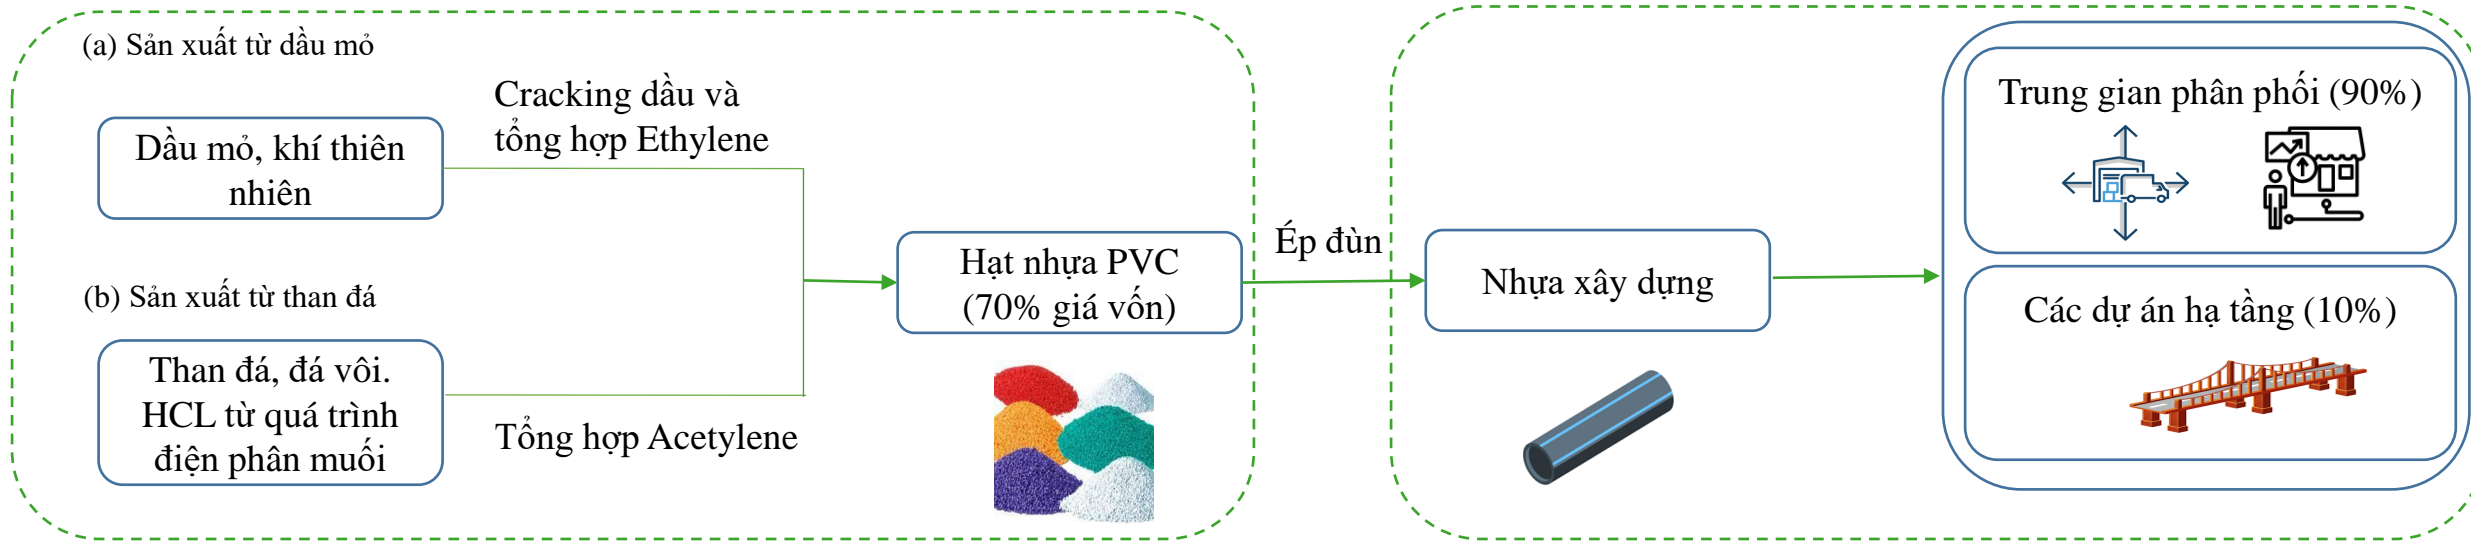 (a) Sản xuất từ dầu mỏ
Cracking dầu và
tổng hợp Ethylene
Dầu mỏ, khí thiên
nhiên
(b) Sản xuất từ than đá
Than đá, đá vôi.
HCL từ quá trình
điện phân muối
Tổng hợp Acetylene
Hạt nhựa PVC
(70% giá vốn)
Ép đùn
Nhựa xây dựng
Trung gian phân phối (90%)
Các dự án hạ tầng (10%)